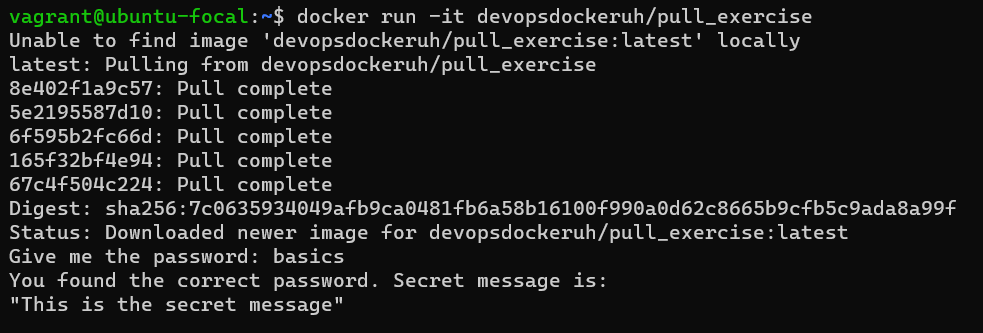 vagrant@ubuntu-focal:~$ docker run -it devopsdockeruh/pull_exercise
Unable to find image 'devopsdockeruh/pull_exercise:latest' locally
latest: Pulling from devopsdockeruh/pull_exercise
8e402f1a9c57: Pull complete
5e2195587d10: Pull complete
6f595b2fc66d: Pull complete
165f32bf4e94: Pull complete
67c4f504c224: Pull complete
Digest: sha256:7c0635934049afb9ca0481fb6a58b16100f990a0d62c8665b9cfb5c9ada8a99f
Status: Downloaded newer image for devopsdockeruh/pull_exercise:latest
Give me the password: basics
You found the correct password. Secret message is:
"This is the secret message"